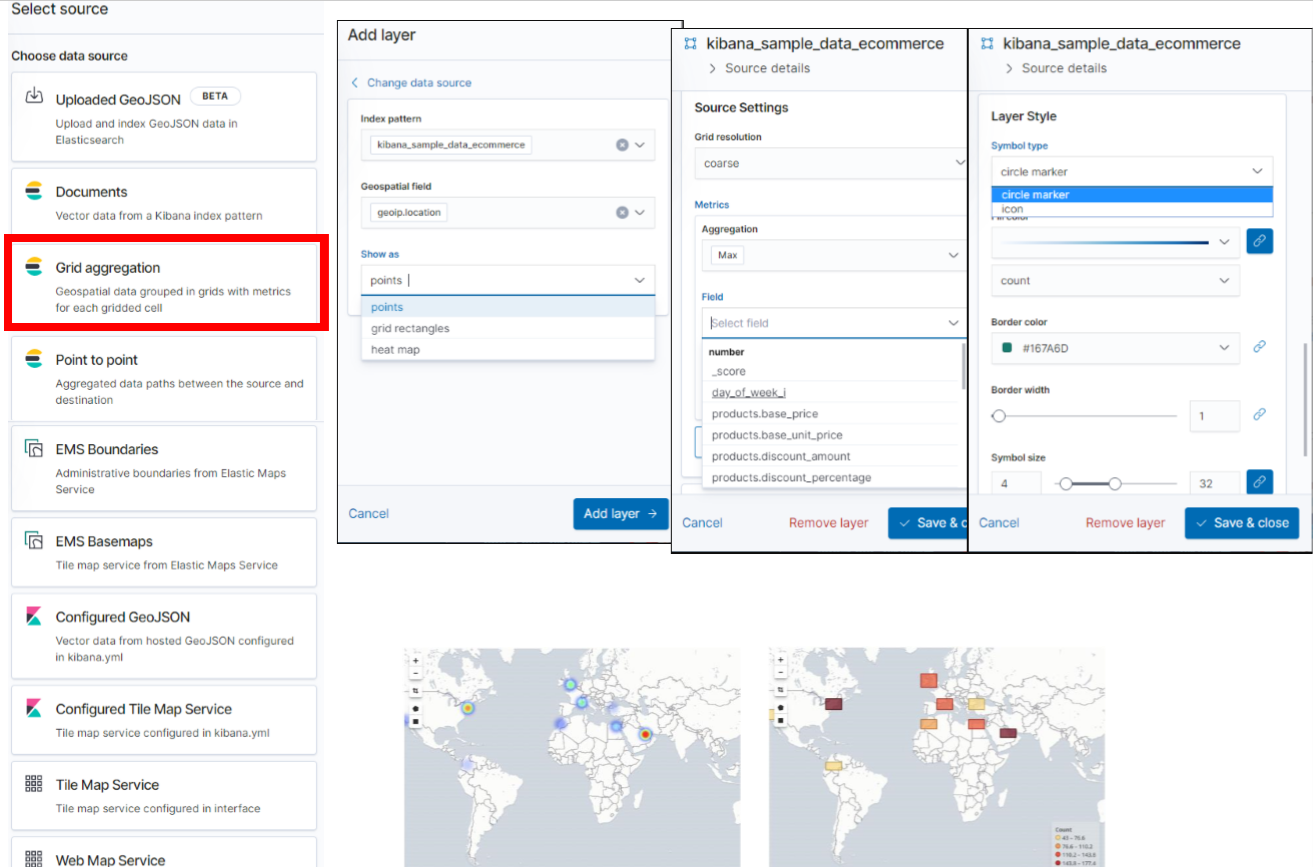 Select source
Choose data source
Uploaded GeoJSON BETA
Upload and index GeoJSON data in
Elasticsearch
Documents
Vector data from a Kibana index pattern
Grid aggregation
Geospatial data grouped in grids with metrics
for each gridded cell
Point to point
Aggregated data paths between the source and
destination
EMS Boundaries
Administrative boundaries from Elastic Maps
Service
EMS Basemaps
Tile map service from Elastic Maps Service
Configured GeoJSON
Vector data from hosted GeoJSON configured
in kibana.yml
Configured Tile Map Service
Tile map service configured in kibana.yml
Tile Map Service
Tile map service configured in interface
Web Map Service
Add layer
Change data source
Index pattern
kibana_sample_data_ecommerce
Geospatial field
geoip.location
Show as
points
points
grid rectangles
heat map
Cancel
Add layer
kibana_sample_data_ecommerce
Source details
Source Settings
Grid resolution
coarse
Metrics
Aggregation
Max
Field
Select field
number
_score
day_of_week_i
products.base_price
products.base_unit_price
products.discount_amount
products.discount_percentage
Cancel
Remove layer
Save & c
kibana_sample_data_ecommerce
Source details
Layer Style
Symbol type
circle marker
circle marker
icon
Fill color
count
Border color
#167A6D
Border width
1
Symbol size
4
32
Cancel
Remove layer
Save & close
Count